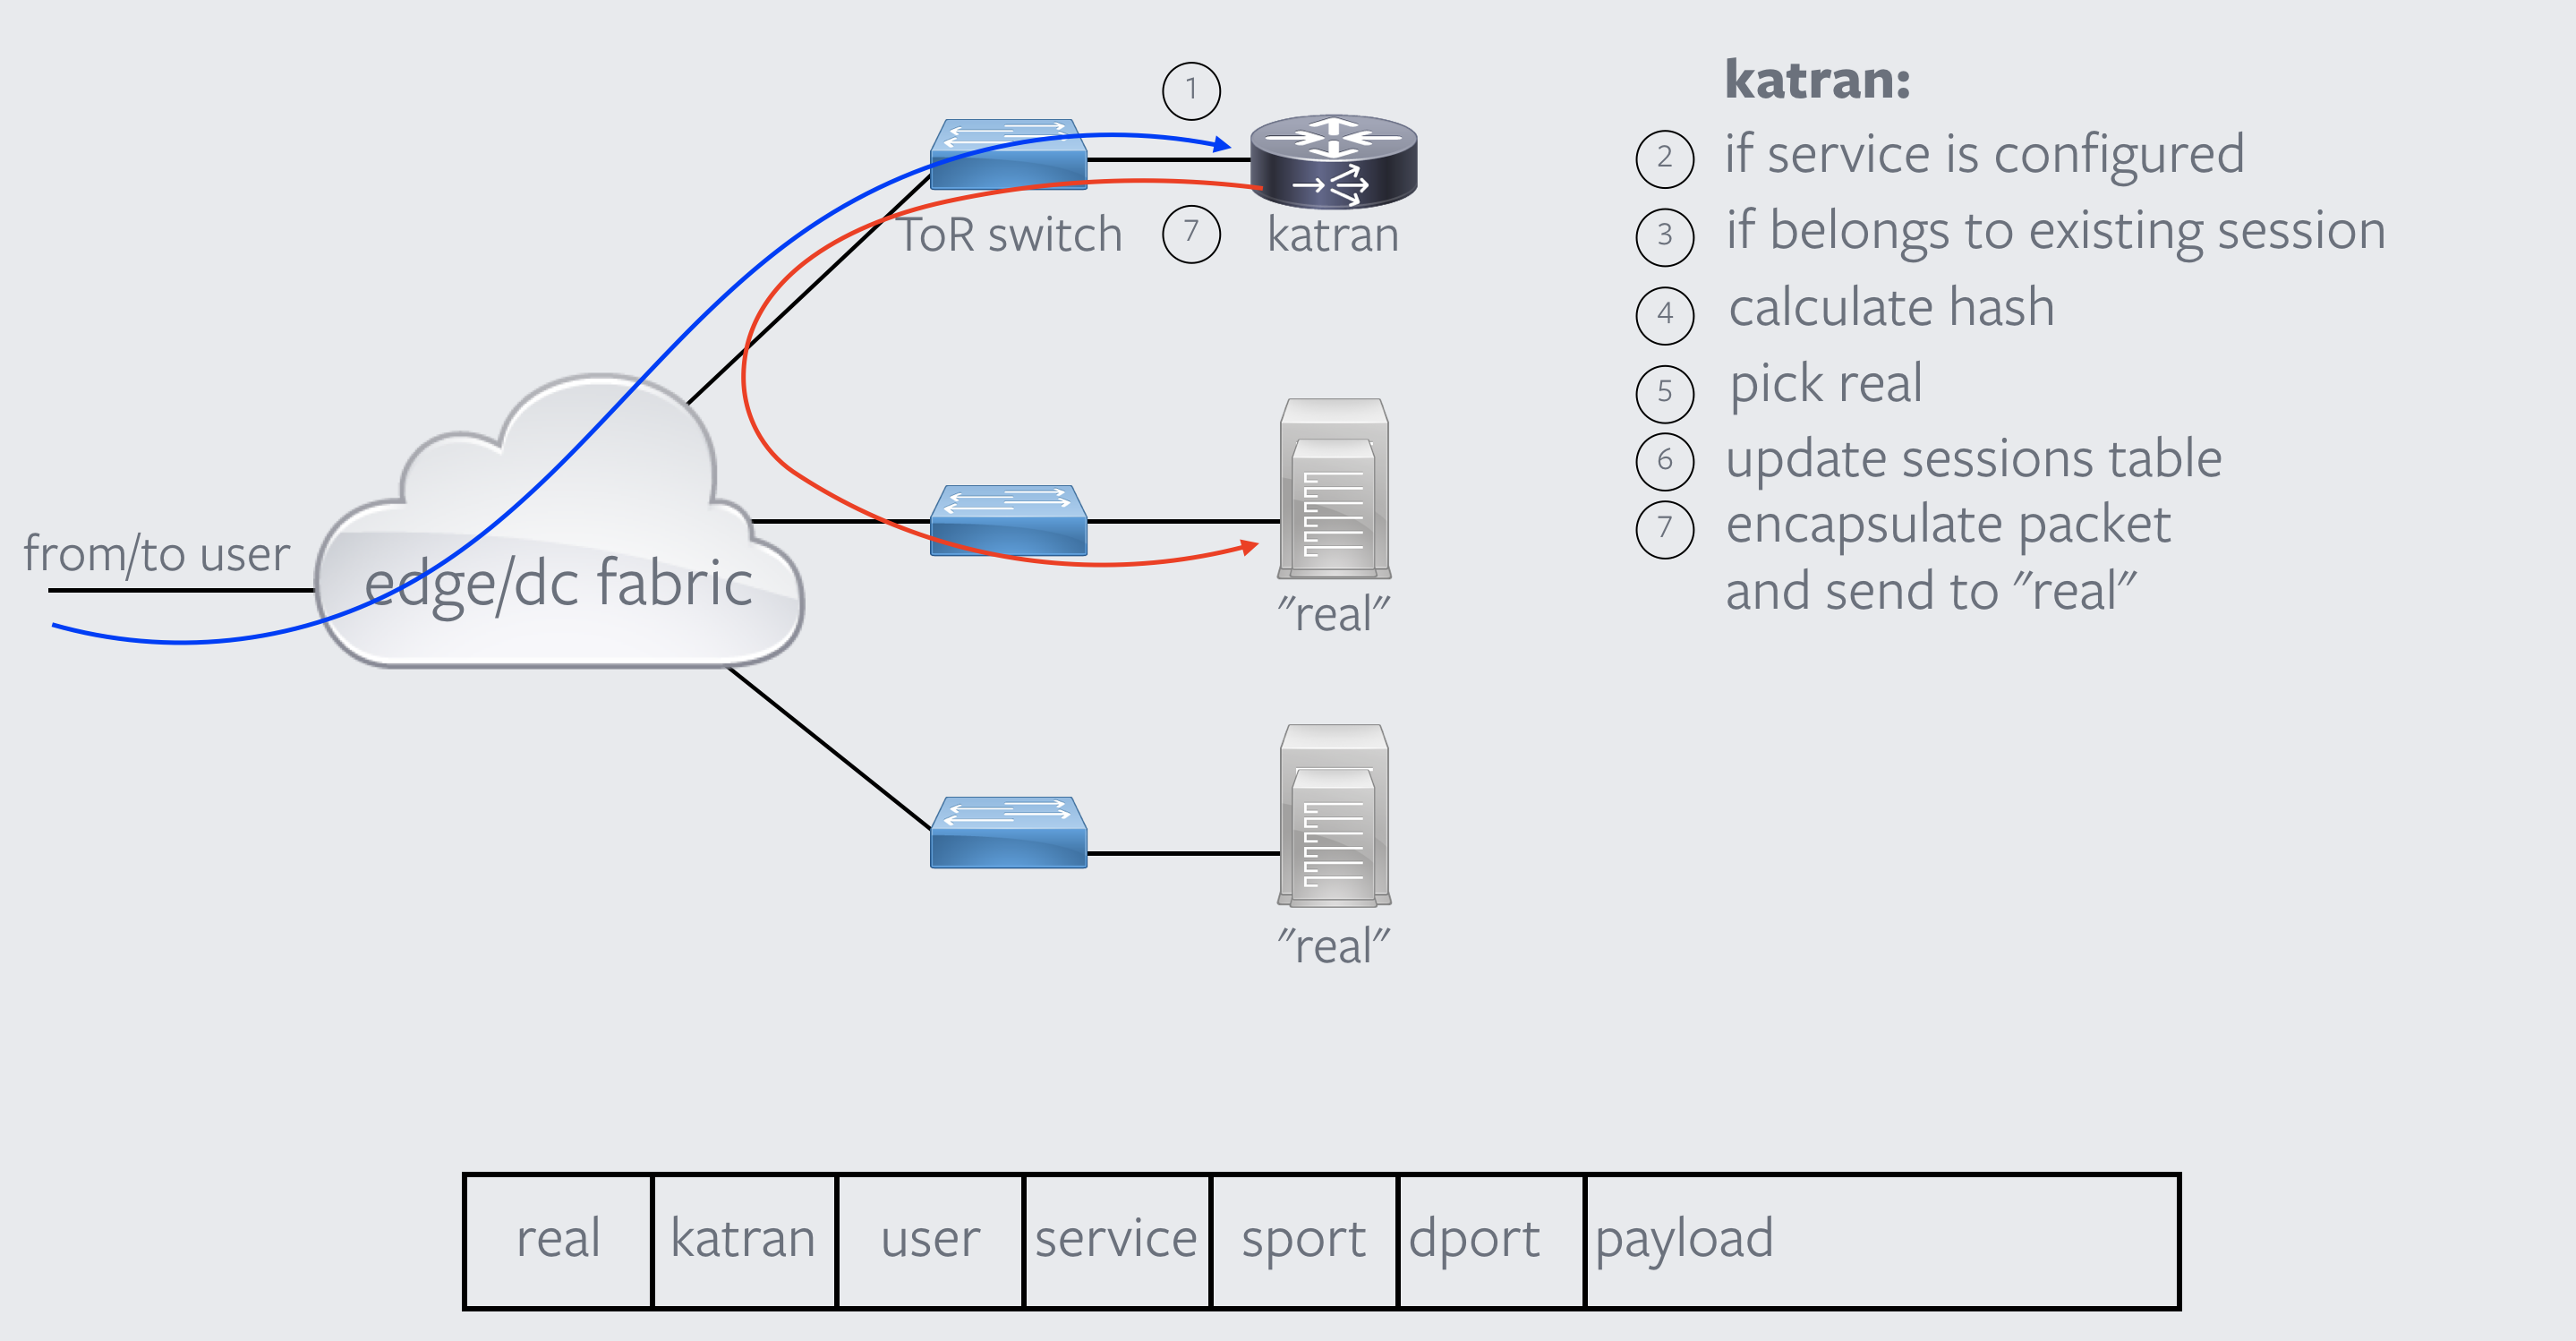 1
ToR switch
7
katran
from/to user
edge/dc fabric
"real"
"real"
katran:
2 if service is configured
3 if belongs to existing session
4 calculate hash
5 pick real
6 update sessions table
7 encapsulate packet
and send to "real"
real katran user service sport dport payload